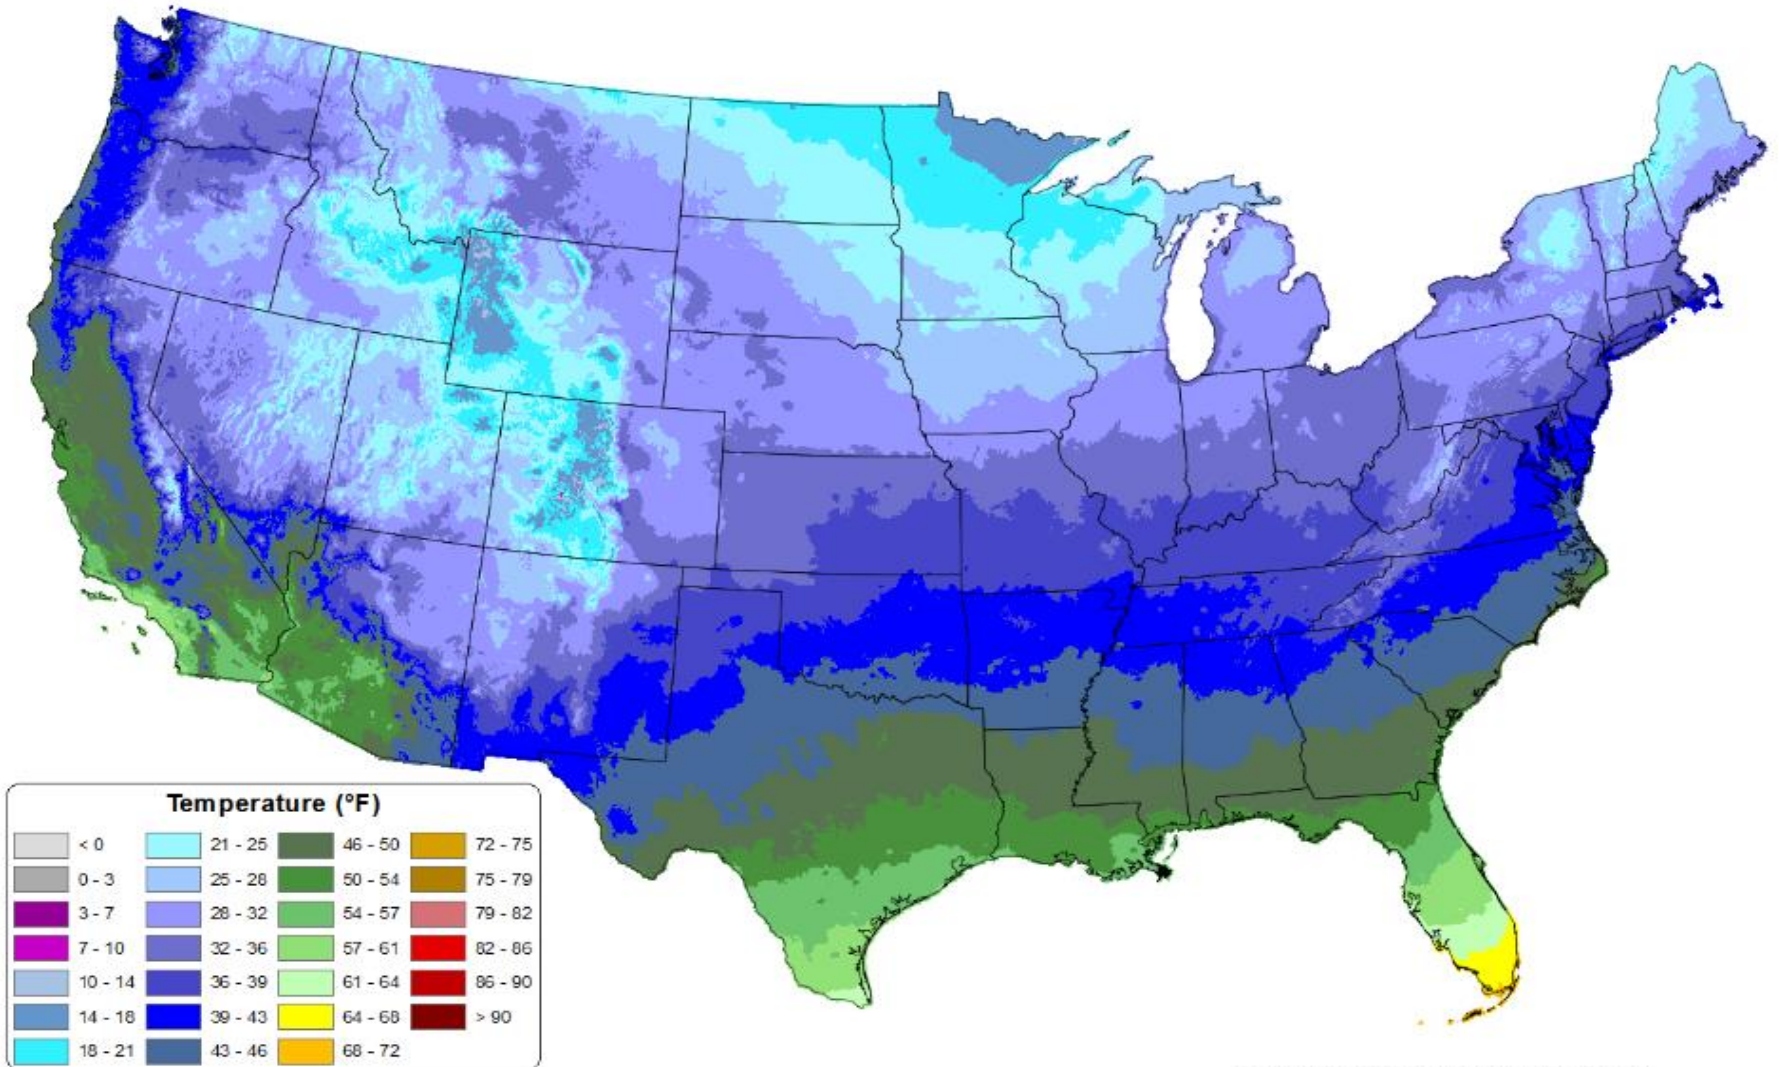 Temperature (°F)
< 0 21 - 25 46 - 50 72 - 75
0 - 3 25 - 28 50 - 54 75 - 79
3 - 7 28 - 32 54 - 57 79 - 82
7 - 10 32 - 36 57 - 61 82 - 86
10 - 14 36 - 39 61 - 64 86 - 90
14 - 18 39 - 43 64 - 68 > 90
18 - 21 43 - 46 68 - 72